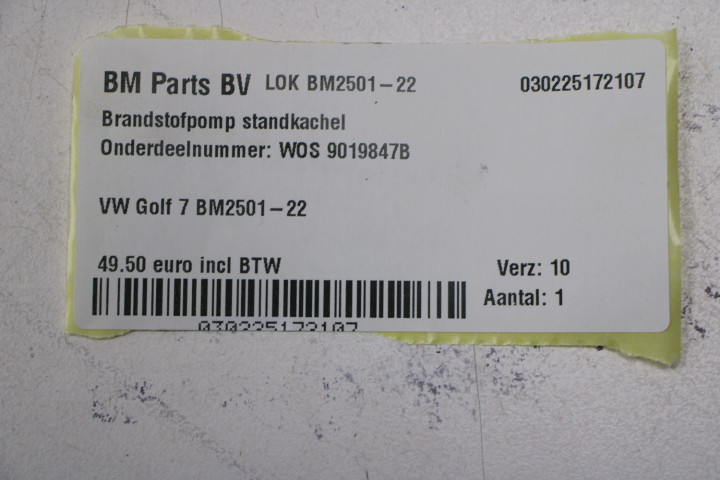 BM Parts BV LOK BM2501-22 030225172107
Brandstofpomp standkachel
Onderdeelnummer: WOS 9019847B
VW Golf 7 BM2501-22
49.50 euro incl BTW Verz: 10
Aantal: 1
030225172107